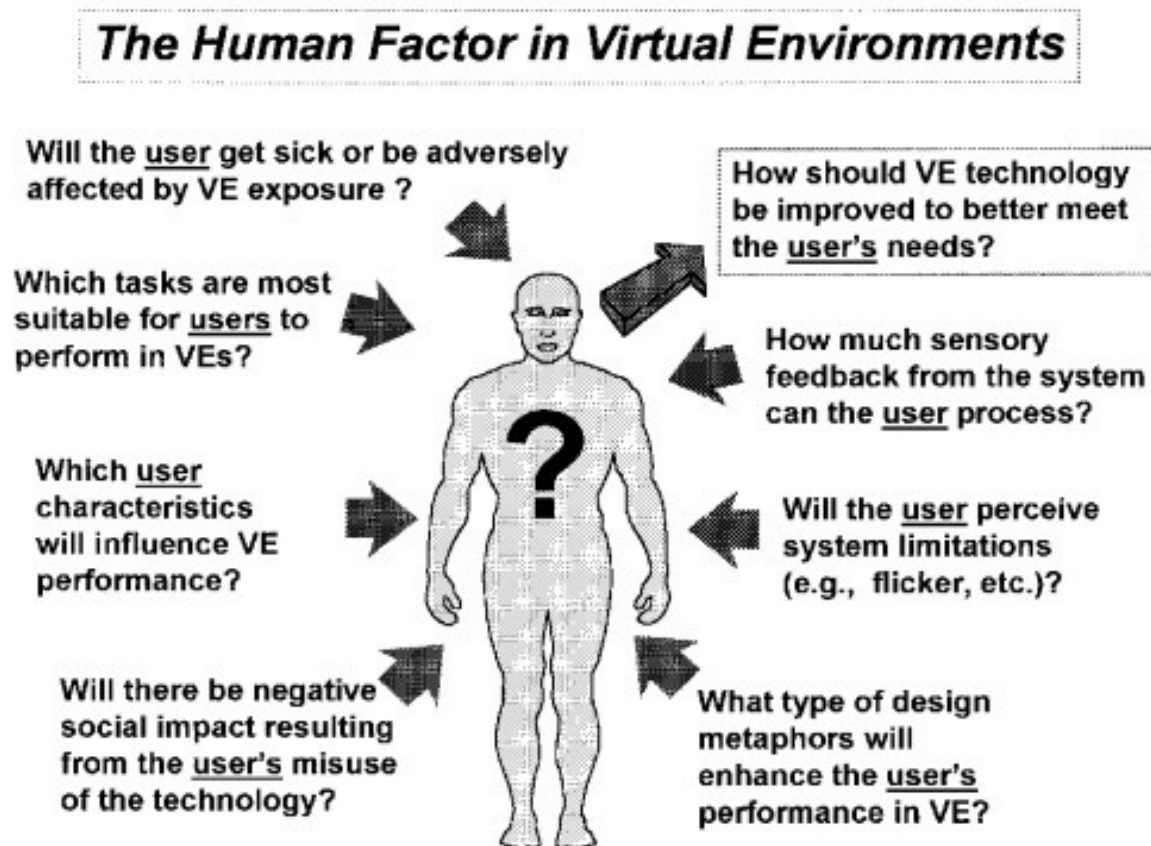 The Human Factor in Virtual Environments
Will the user get sick or be adversely
affected by VE exposure ?
How should VE technology
be improved to better meet
the user's needs?
Which tasks are most
suitable for users to
perform in VEs?
How much sensory
feedback from the system
can the user process?
?
Which user
characteristics
will influence VE
performance?
Will the user perceive
system limitations
(e.g., flicker, etc.)?
Will there be negative
social impact resulting
from the user's misuse
of the technology?
What type of design
metaphors will
enhance the user's
performance in VE?